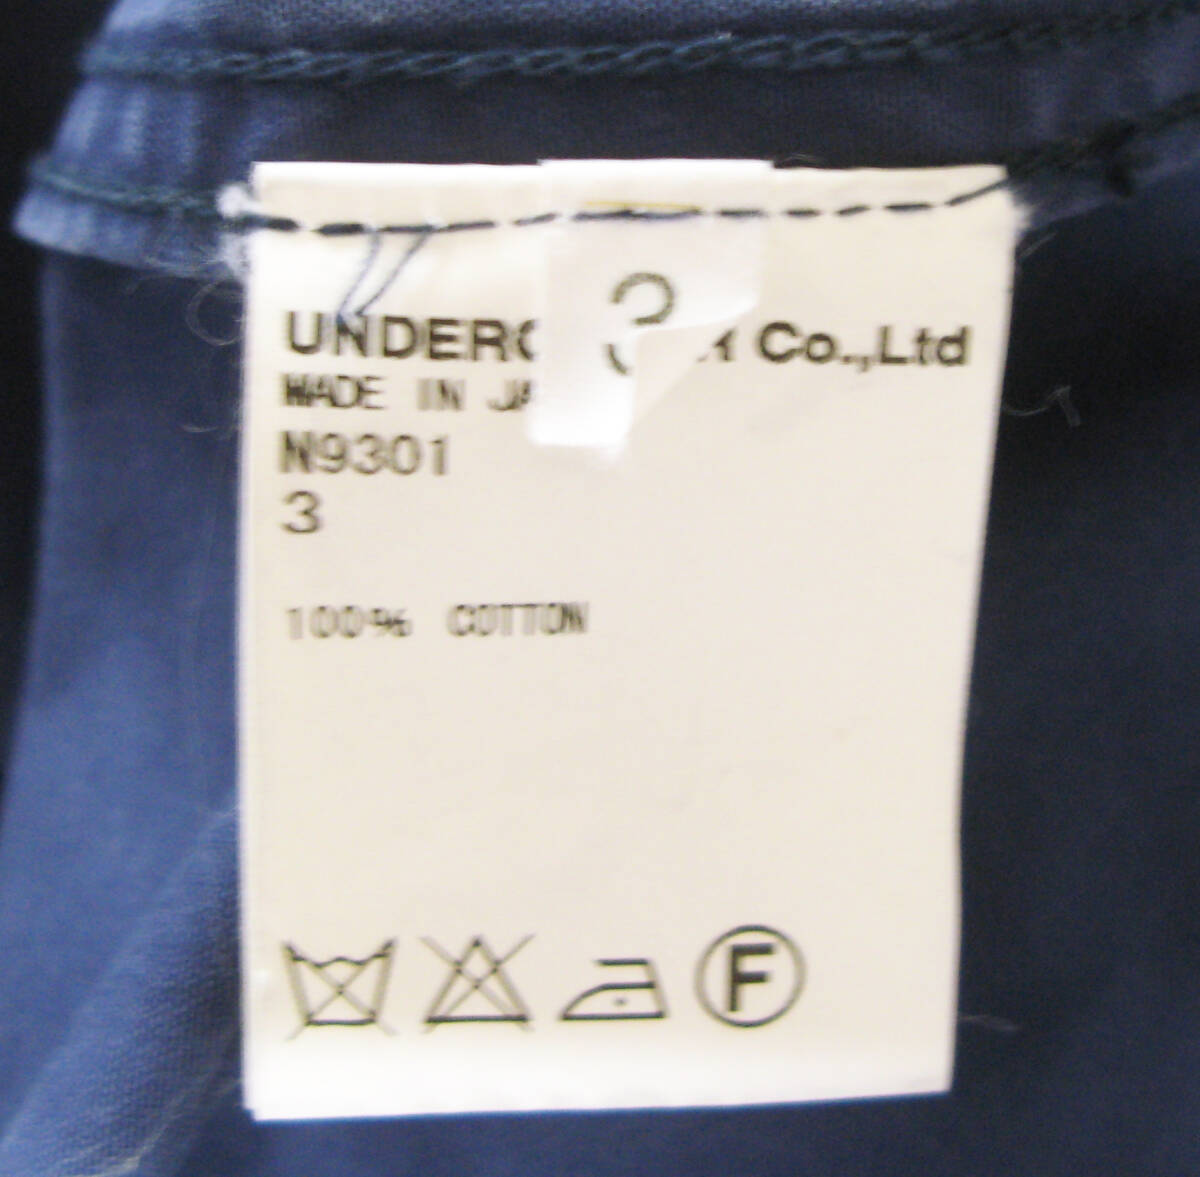 3
UNDERC Co.,Ltd
MADE IN JA
N9301
3
100% COTTON
F